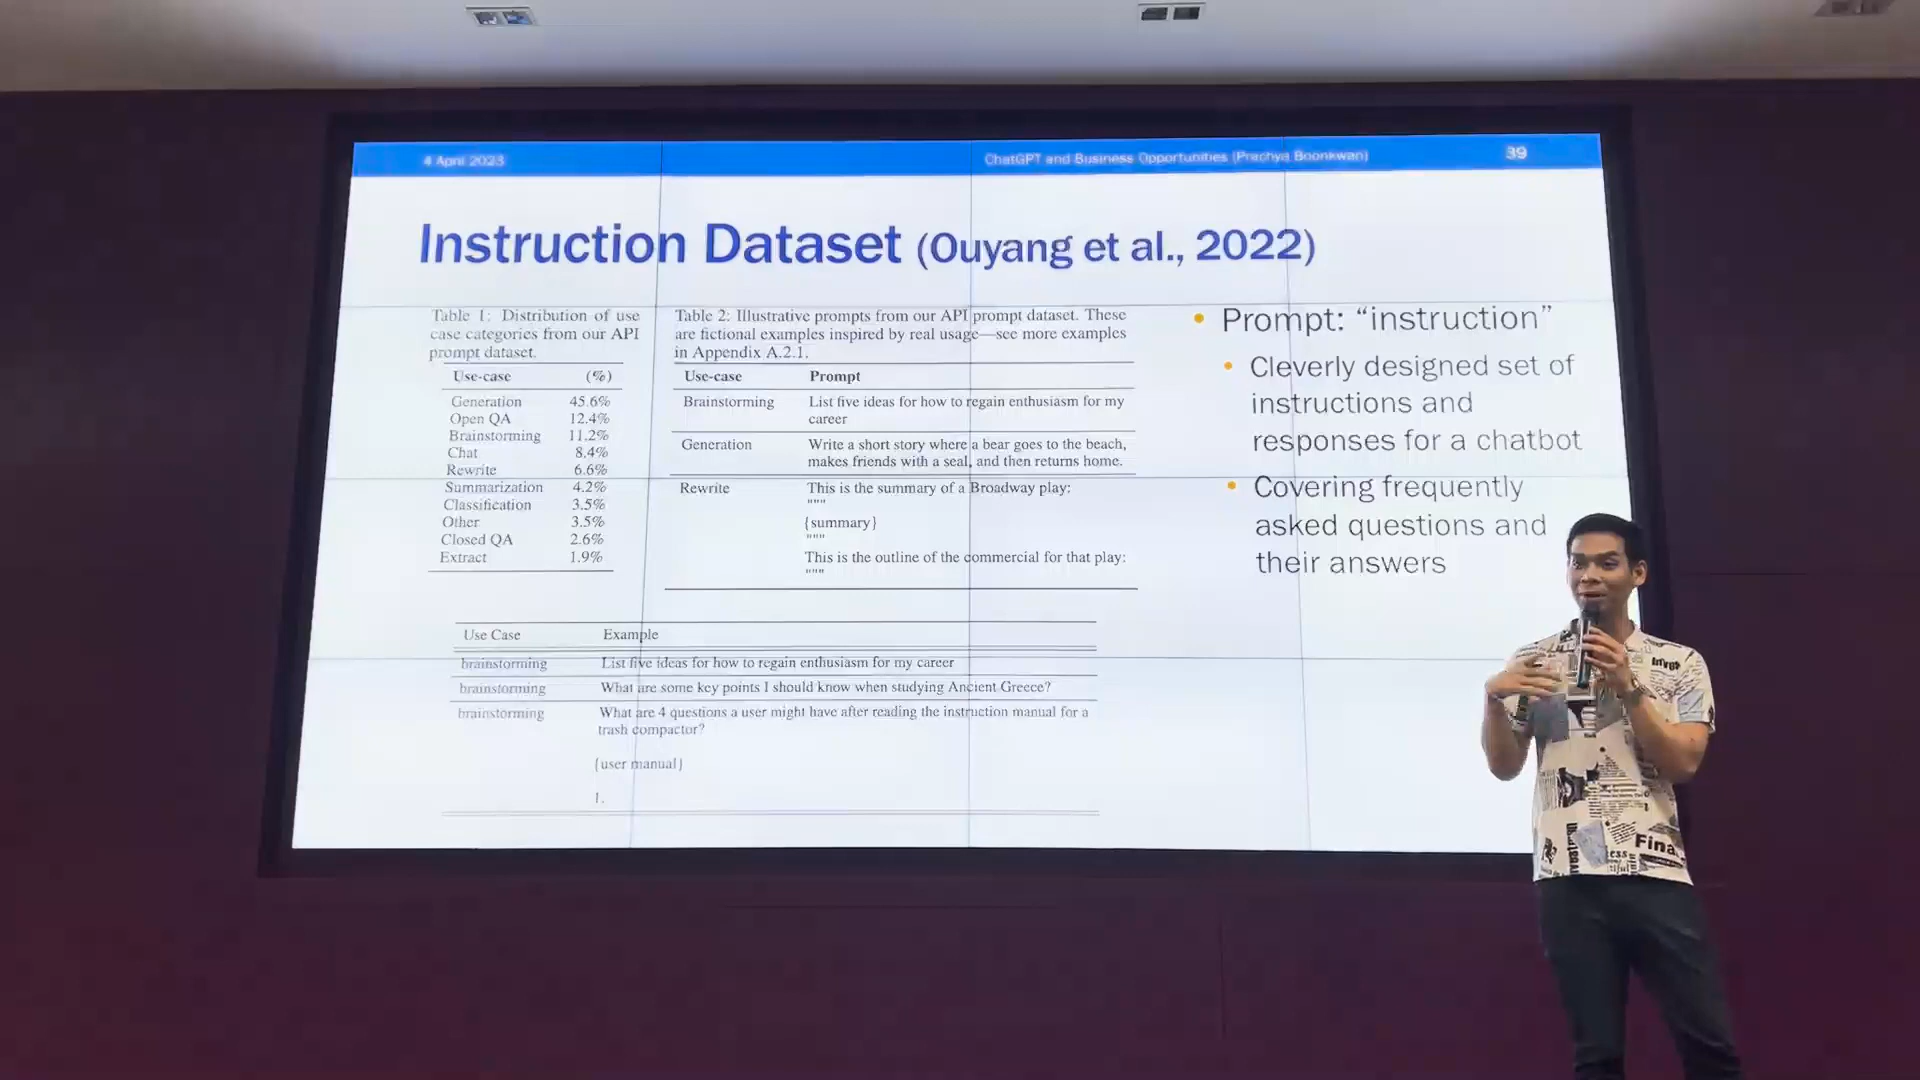 4 April 2023
ChatGPT and Business Opportunities (Prachya Boonkwan)
39
Instruction Dataset (Ouyang et al., 2022)
Table 1: Distribution of use
case categories from our API
prompt dataset.
Use-case (%)
Generation 45.6%
Open QA 12.4%
Brainstorming 11.2%
Chat 8.4%
Rewrite 6.6%
Summarization 4.2%
Classification 3.5%
Other 3.5%
Closed QA 2.6%
Extract 1.9%
Table 2: Illustrative prompts from our API prompt dataset. These
are fictional examples inspired by real usage—see more examples
in Appendix A.2.1.
Use-case Prompt
Brainstorming List five ideas for how to regain enthusiasm for my
career
Generation Write a short story where a bear goes to the beach,
makes friends with a seal, and then returns home.
Rewrite This is the summary of a Broadway play:
"""
{summary}
"""
This is the outline of the commercial for that play:
"""
Use Case Example
brainstorming List five ideas for how to regain enthusiasm for my career
brainstorming What are some key points I should know when studying Ancient Greece?
brainstorming What are 4 questions a user might have after reading the instruction manual for a
trash compactor?
{user manual}
1.
• Prompt: “instruction”
• Cleverly designed set of
instructions and
responses for a chatbot
• Covering frequently
asked questions and
their answers
Fina